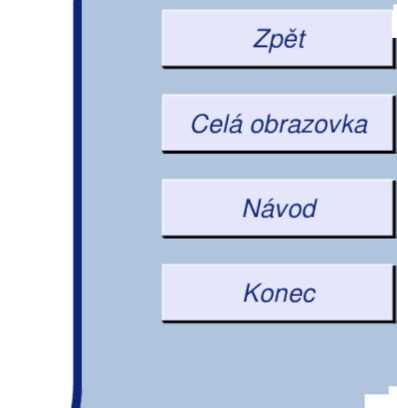 Zpět
Celá obrazovka
Návod
Konec